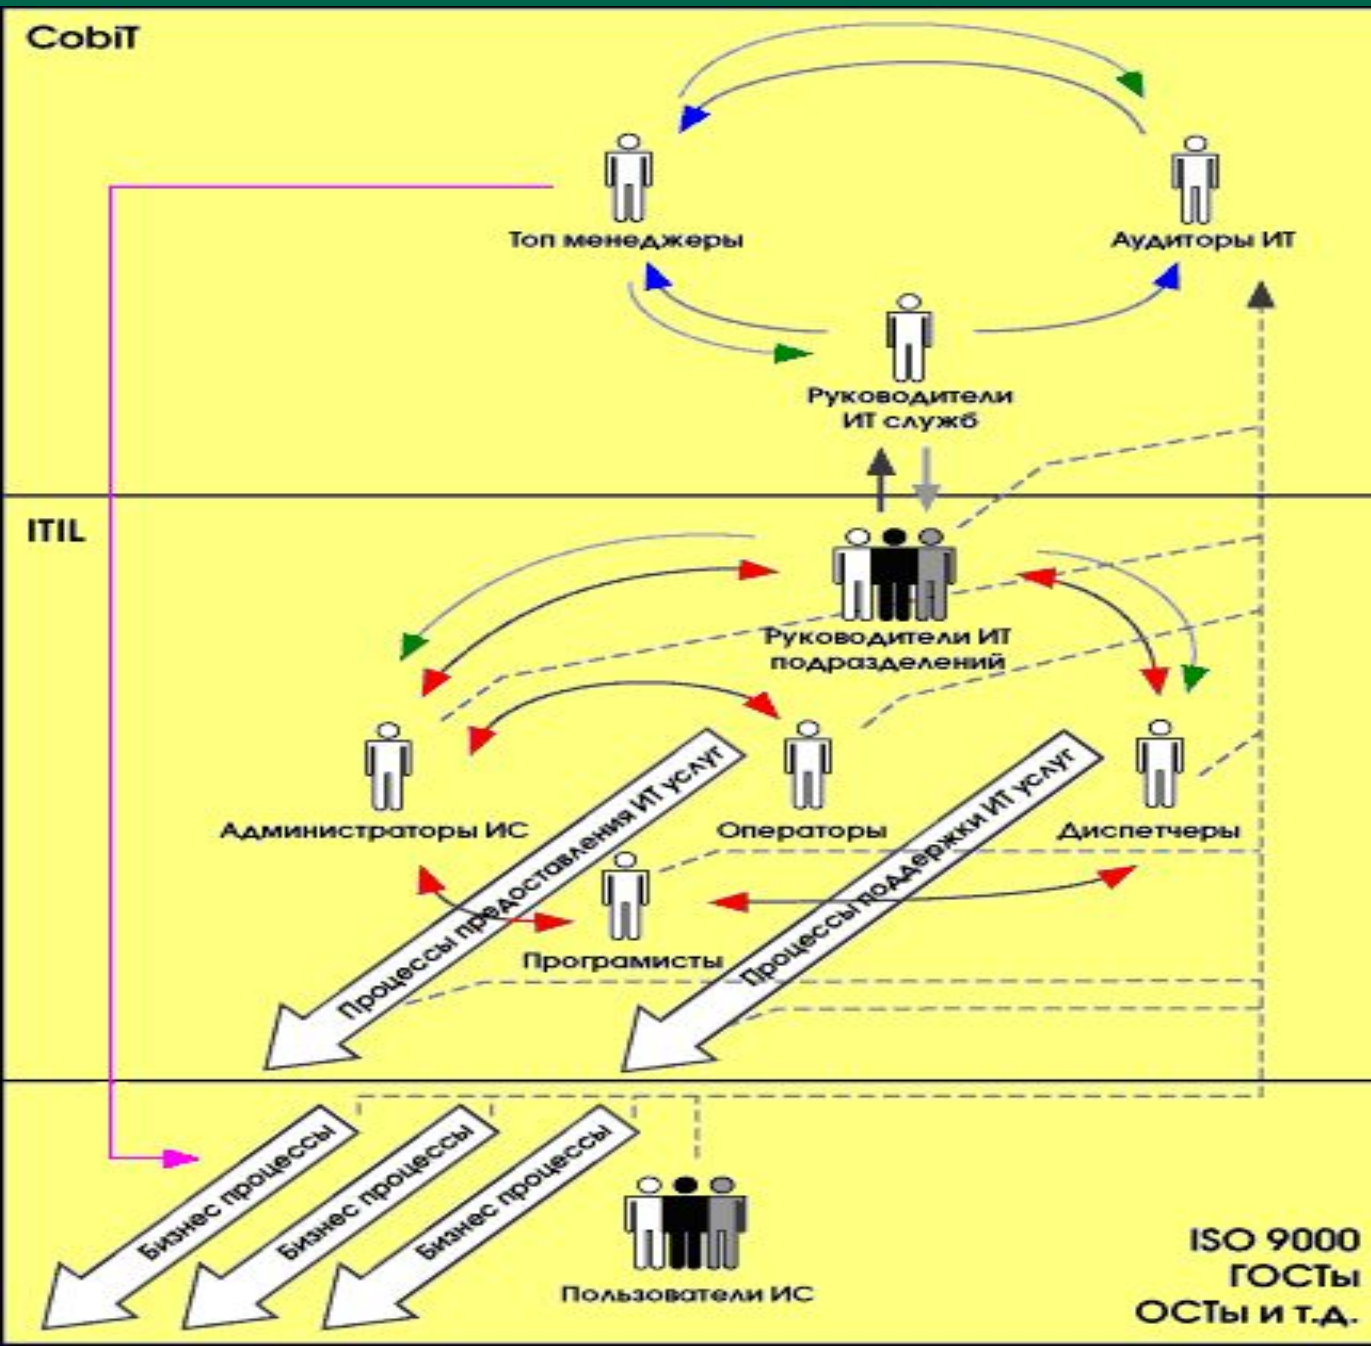 CobiT
Топ менеджеры
Аудиторы ИТ
Руководители
ИТ служб
ITIL
Руководители ИТ
подразделений
Администраторы ИС
Операторы
Диспетчеры
Процессы предоставления ИТ услуг
Процессы поддержки ИТ услуг
Програмисты
Бизнес процессы
Бизнес процессы
Бизнес процессы
Пользователи ИС
ISO 9000
ГОСТы
ОСТы и т.д.